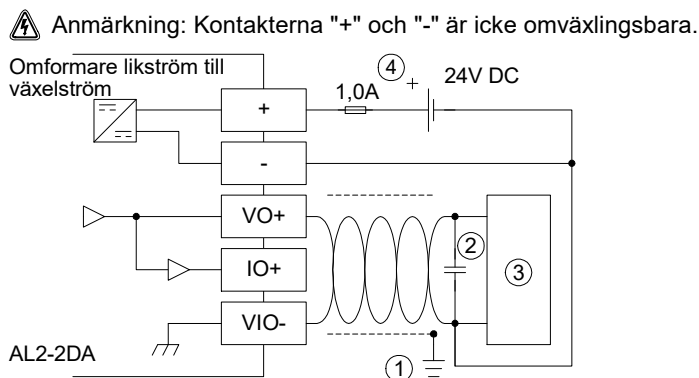 Anmärkning: Kontakterna "+" och "-" är icke omväxlingsbara.
Omformare likström till
växelström
④
+
24V DC
1,0A
+
-
VO+
IO+
VIO-
②
③
AL2-2DA
①